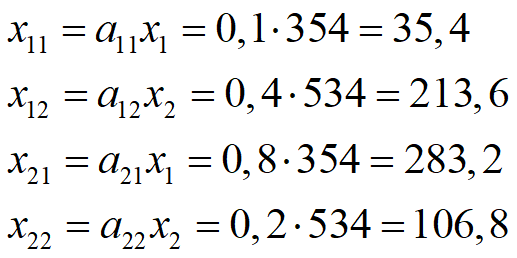 x₁₁ = a₁₁x₁ = 0,1·354 = 35,4
x₁₂ = a₁₂x₂ = 0,4·534 = 213,6
x₂₁ = a₂₁x₁ = 0,8·354 = 283,2
x₂₂ = a₂₂x₂ = 0,2·534 = 106,8